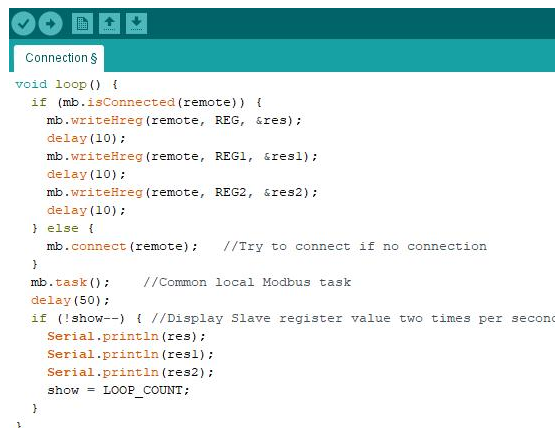 Connection §
void loop() {
  if (mb.isConnected(remote)) {
    mb.writeHreg(remote, REG, &res);
    delay(10);
    mb.writeHreg(remote, REG1, &res1);
    delay(10);
    mb.writeHreg(remote, REG2, &res2);
    delay(10);
  } else {
    mb.connect(remote);   //Try to connect if no connection
  }
  mb.task();    //Common local Modbus task
  delay(50);
  if (!show--) { //Display Slave register value two times per secon
    Serial.println(res);
    Serial.println(res1);
    Serial.println(res2);
    show = LOOP_COUNT;
  }
}